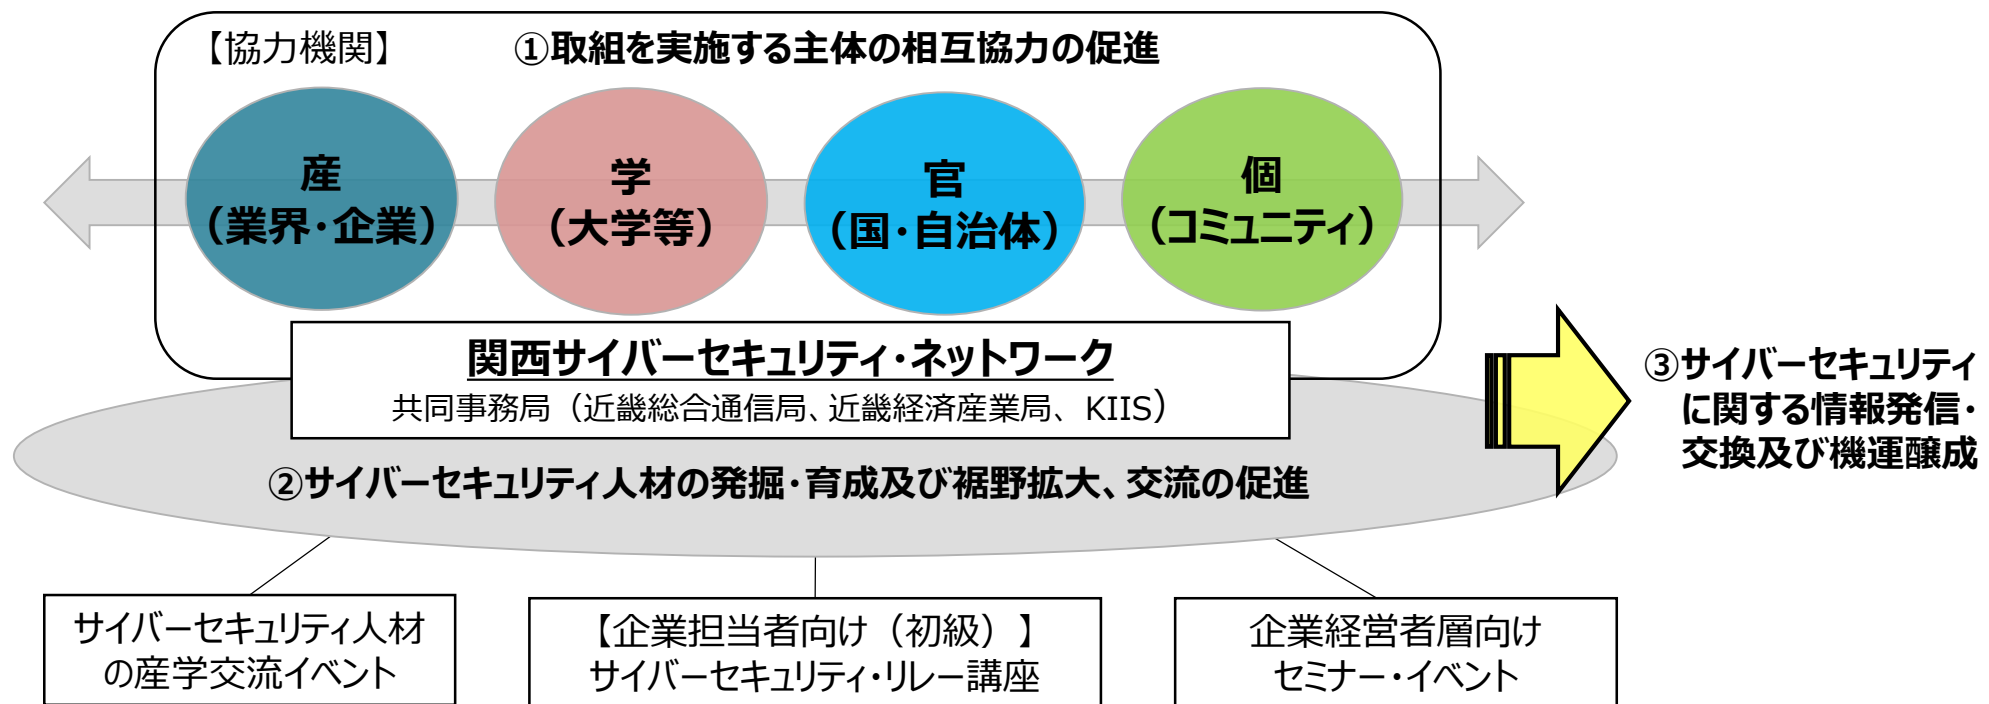 【協力機関】
①取組を実施する主体の相互協力の促進
産
（業界・企業）
学
（大学等）
官
（国・自治体）
個
（コミュニティ）
関西サイバーセキュリティ・ネットワーク
共同事務局（近畿総合通信局、近畿経済産業局、KIIS）
③サイバーセキュリティ
に関する情報発信・
交換及び機運醸成
②サイバーセキュリティ人材の発掘・育成及び裾野拡大、交流の促進
サイバーセキュリティ人材
の産学交流イベント
【企業担当者向け（初級）】
サイバーセキュリティ・リレー講座
企業経営者層向け
セミナー・イベント